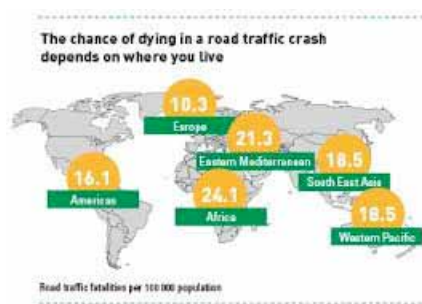 The chance of dying in a road traffic crash
depends on where you live
10.3
Europe
21.3
Eastern Mediterranean
18.5
South East Asia
16.1
Americas
24.1
Africa
18.5
Western Pacific
Road traffic fatalities per 100 000 population